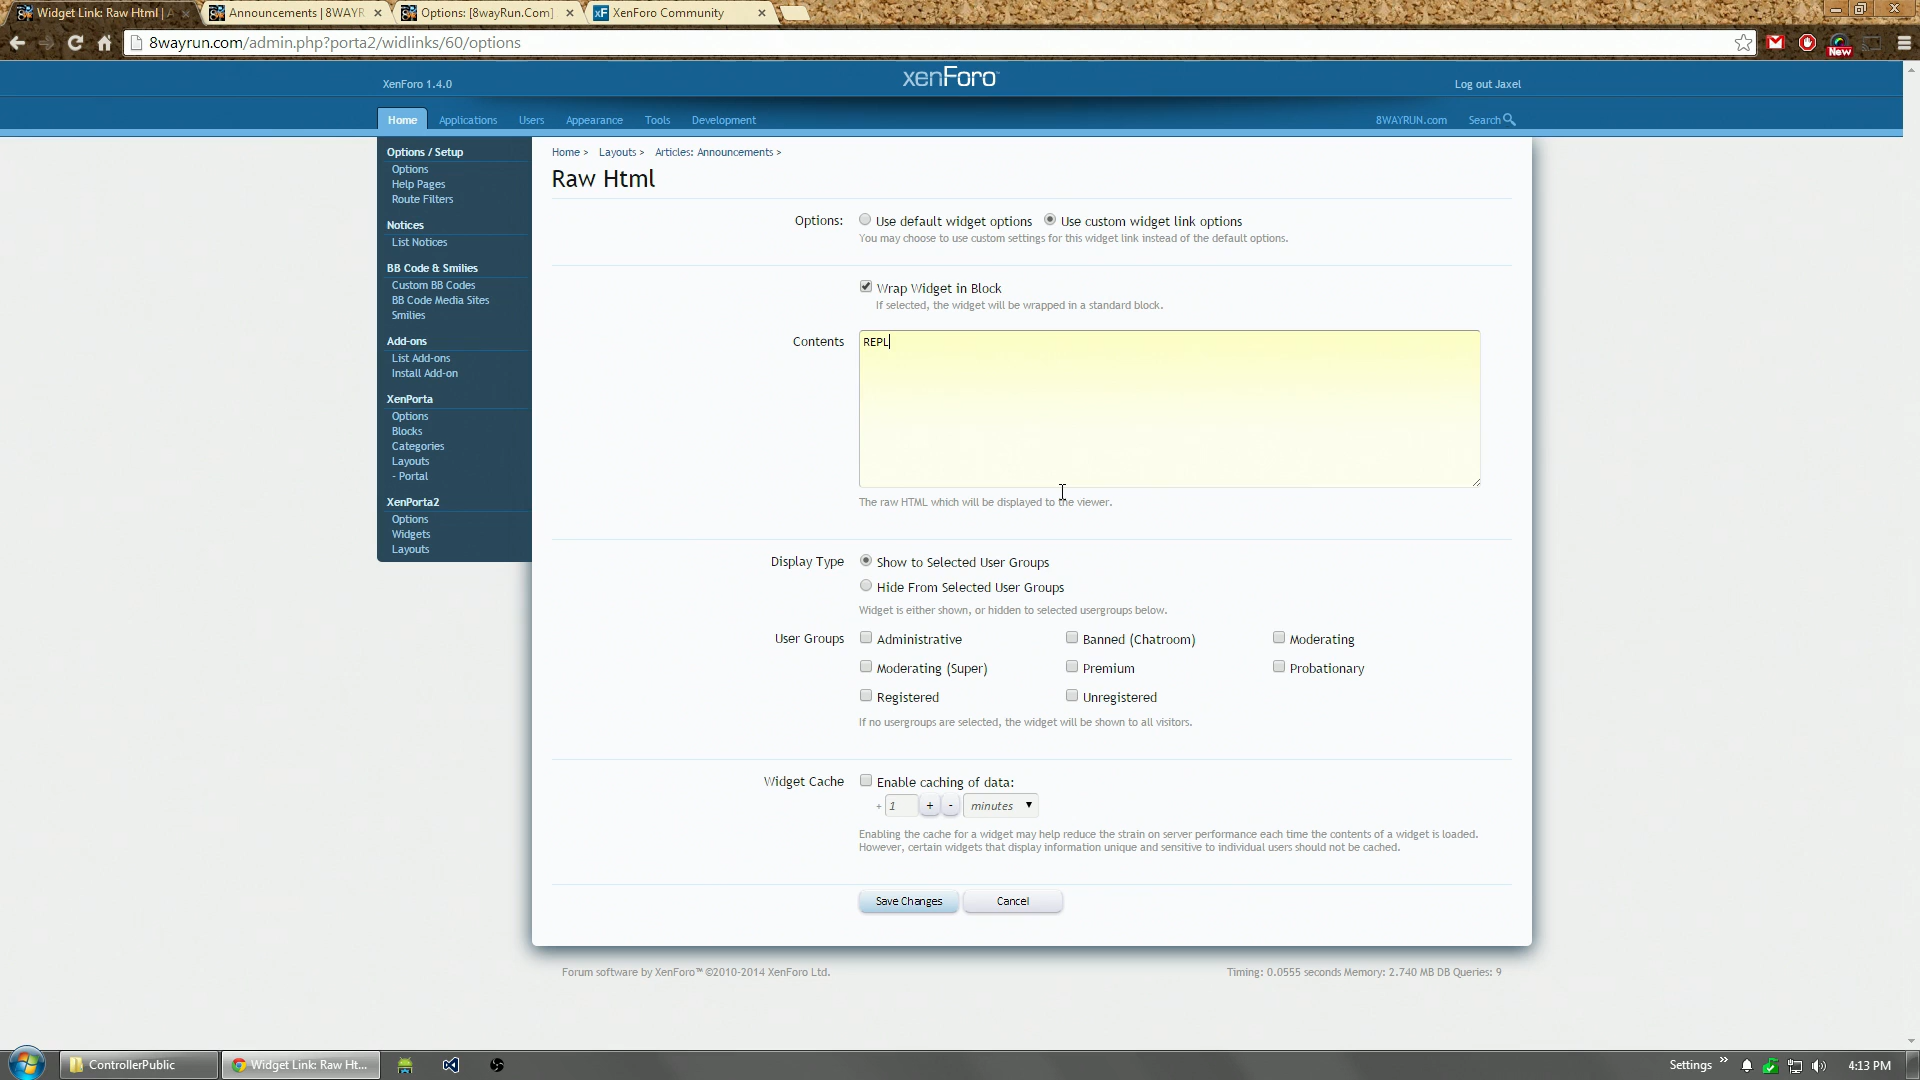 Widget Link: Raw Html | A
Announcements | 8WAYR
Options: [8wayRun.Com]
XenForo Community
8wayrun.com/admin.php?porta2/widlinks/60/options
New
XenForo 1.4.0
xenForo
Log out Jaxel
Home
Applications
Users
Appearance
Tools
Development
8WAYRUN.com
Search
Options / Setup
Options
Help Pages
Route Filters
Notices
List Notices
BB Code & Smilies
Custom BB Codes
BB Code Media Sites
Smilies
Add-ons
List Add-ons
Install Add-on
XenPorta
Options
Blocks
Categories
Layouts
- Portal
XenPorta2
Options
Widgets
Layouts
Home > Layouts > Articles: Announcements >
Raw Html
Options: Use default widget options Use custom widget link options
You may choose to use custom settings for this widget link instead of the default options.
Wrap Widget in Block
If selected, the widget will be wrapped in a standard block.
Contents
REPL
The raw HTML which will be displayed to the viewer.
Display Type Show to Selected User Groups
Hide From Selected User Groups
Widget is either shown, or hidden to selected usergroups below.
User Groups Administrative Banned (Chatroom) Moderating
Moderating (Super) Premium Probationary
Registered Unregistered
If no usergroups are selected, the widget will be shown to all visitors.
Widget Cache Enable caching of data:
+ 1 + - minutes
Enabling the cache for a widget may help reduce the strain on server performance each time the contents of a widget is loaded.
However, certain widgets that display information unique and sensitive to individual users should not be cached.
Save Changes Cancel
Forum software by XenForo™ ©2010-2014 XenForo Ltd.
Timing: 0.0555 seconds Memory: 2.740 MB DB Queries: 9
ControllerPublic
Widget Link: Raw Ht...
Settings
4:13 PM